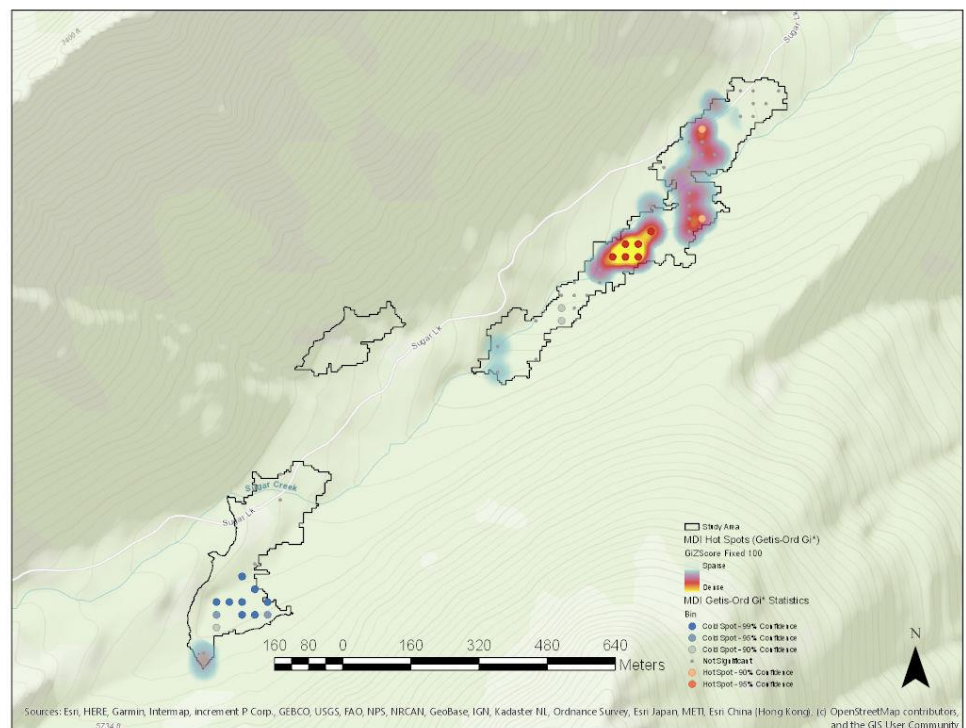 7600 ft
Sugar Lk
Sugar Lk
Sugar Creek
Sugar Lk
Study Area
MDI Hot Spots (Getis-Ord Gi*)
GiZScore Fixed 100
Sparse
Dense
MDI Getis-Ord Gi* Statistics
Bin
Cold Spot - 99% Confidence
Cold Spot - 95% Confidence
Cold Spot - 90% Confidence
Not Significant
Hot Spot - 90% Confidence
Hot Spot - 95% Confidence
N
160 80 0 160 320 480 640
Meters
Sources: Esri, HERE, Garmin, Intermap, increment P Corp., GEBCO, USGS, FAO, NPS, NRCAN, GeoBase, IGN, Kadaster NL, Ordnance Survey, Esri Japan, METI, Esri China (Hong Kong), (c) OpenStreetMap contributors,
and the GIS User Community
5734 ft